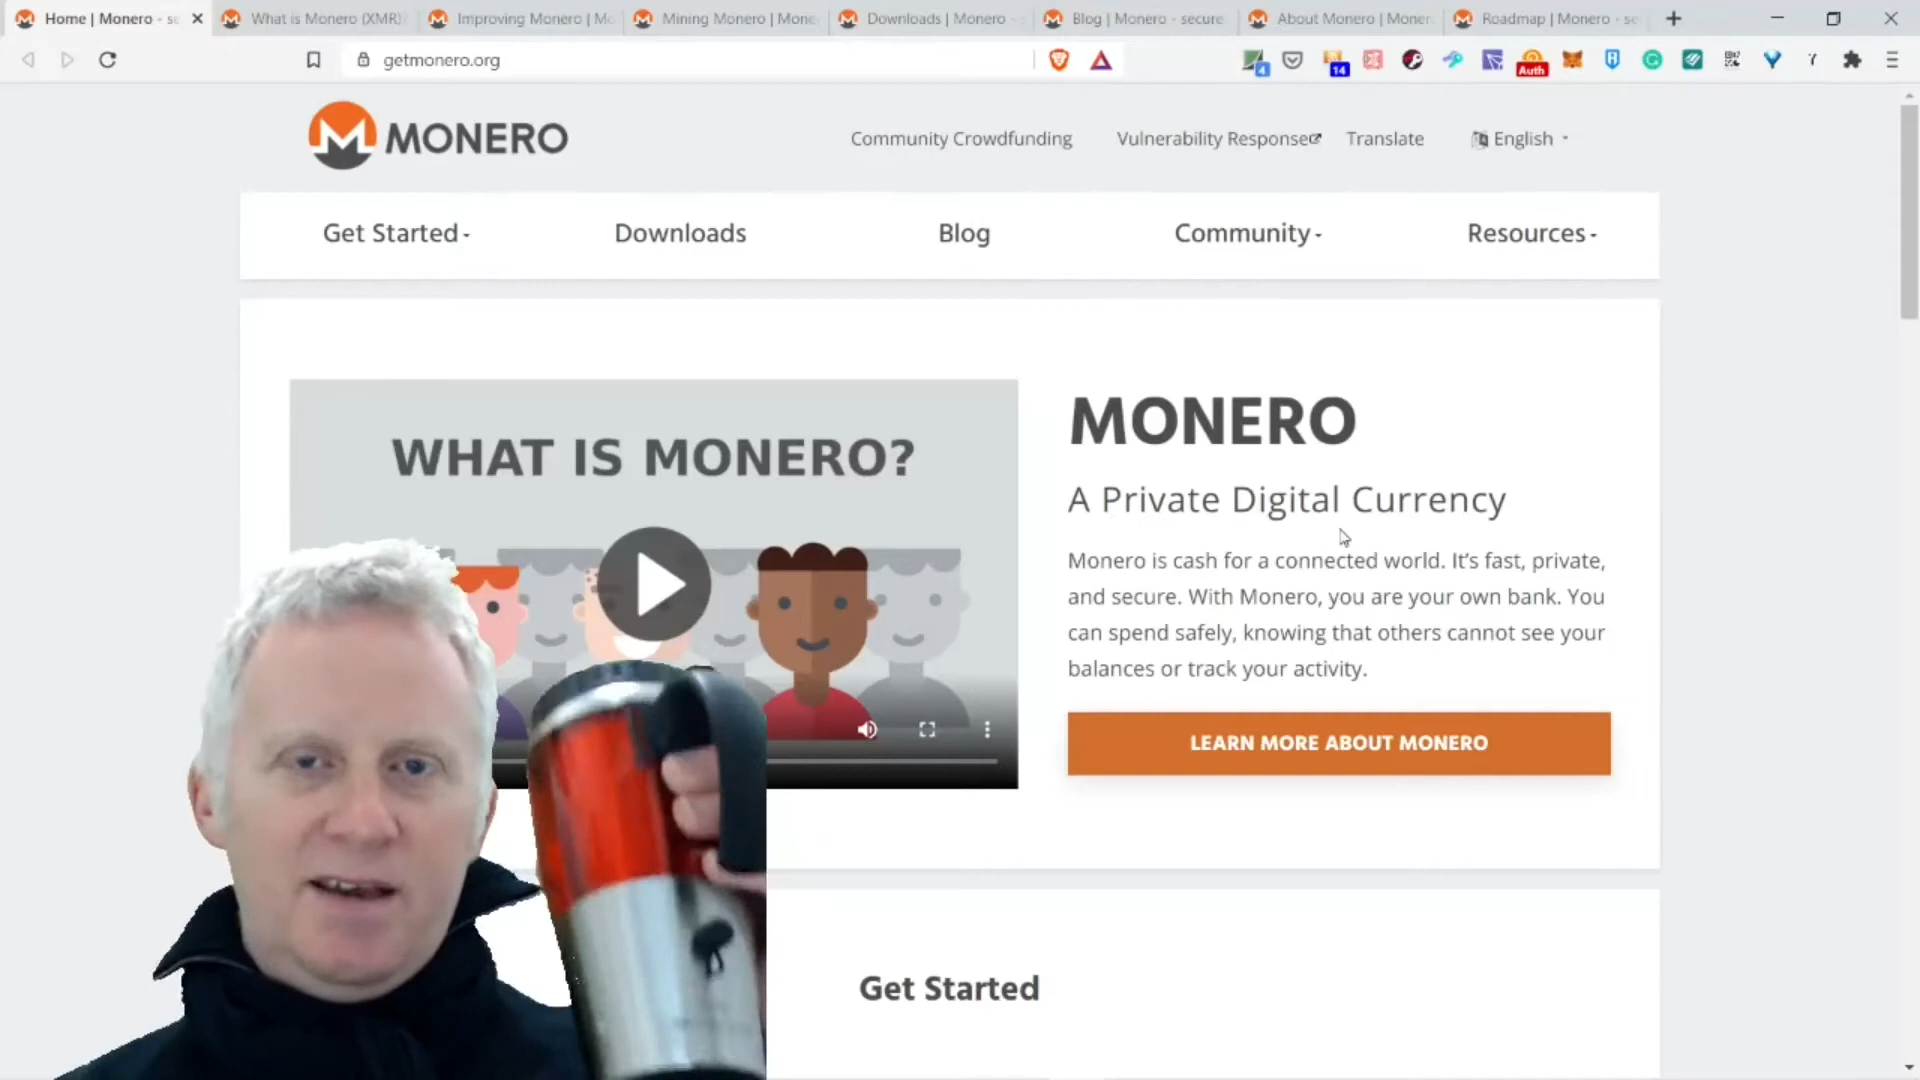 Home | Monero - se
What is Monero (XMR)
Improving Monero | Mo
Mining Monero | Mone
Downloads | Monero -
Blog | Monero - secure
About Monero | Moner
Roadmap | Monero - se
getmonero.org
4
14
Auth
MONERO
Community Crowdfunding
Vulnerability Response
Translate
English
Get Started
Downloads
Blog
Community
Resources
WHAT IS MONERO?
MONERO
A Private Digital Currency
Monero is cash for a connected world. It's fast, private,
and secure. With Monero, you are your own bank. You
can spend safely, knowing that others cannot see your
balances or track your activity.
LEARN MORE ABOUT MONERO
Get Started